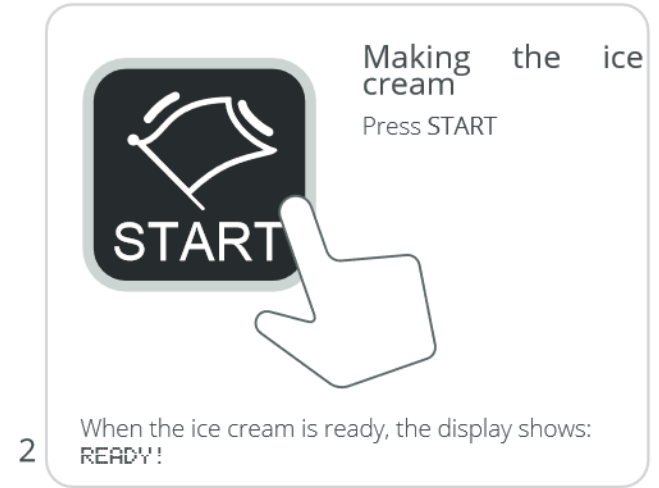 Making the ice
cream
Press START
START
When the ice cream is ready, the display shows:
READY!
2